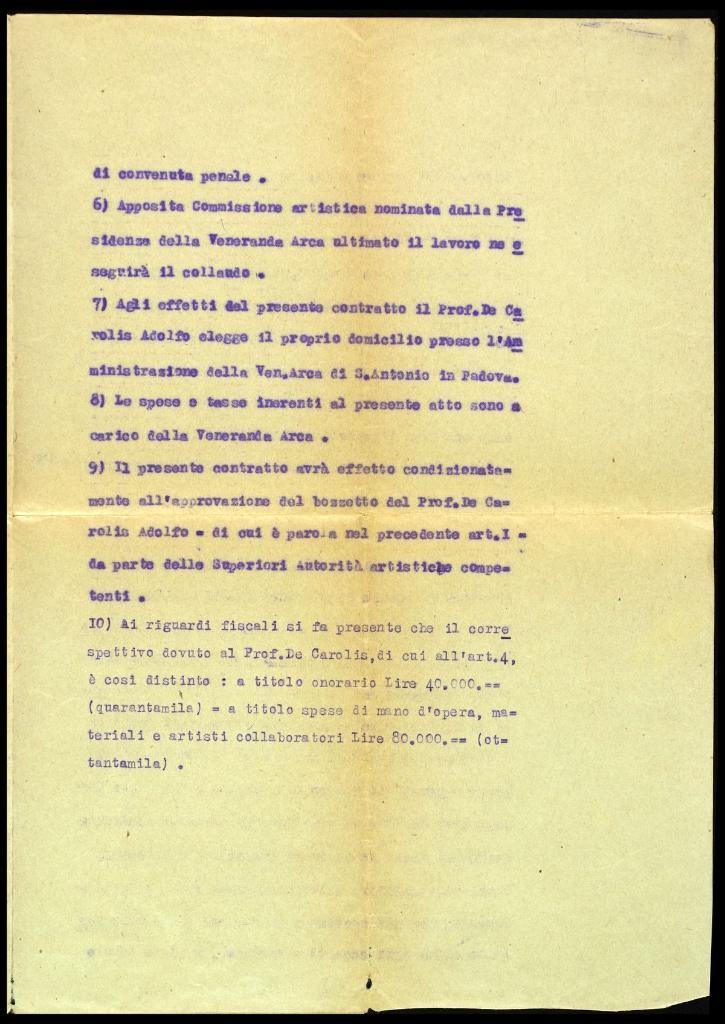 di convenuta penale .
6) Apposita Commissione artistica nominata dalla Pre
sidenza della Veneranda Arca ultimato il lavoro ne e
seguirà il collaudo .
7) Agli effetti del presente contratto il Prof.De Ca
rolis Adolfo elegge il proprio domicilio presso l'Am
ministrazione della Ven.Arca di S.Antonio in Padova.
8) Le spese e tasse inerenti al presente atto sono a
carico della Veneranda Arca .
9) Il presente contratto avrà effetto condizionata=
mente all'approvazione del bozzetto del Prof.De Ca=
rolis Adolfo = di cui è parola nel precedente art.I =
da parte delle Superiori Autorità artistiche compe=
tenti .
I0) Ai riguardi fiscali si fa presente che il corre
spettivo dovuto al Prof.De Carolis,di cui all'art.4,
è cosi distinto : a titolo onorario Lire 40.000.==
(quarantamila) = a titolo spese di mano d'opera, ma=
teriali e artisti collaboratori Lire 80.000.== (ot=
tantamila) .